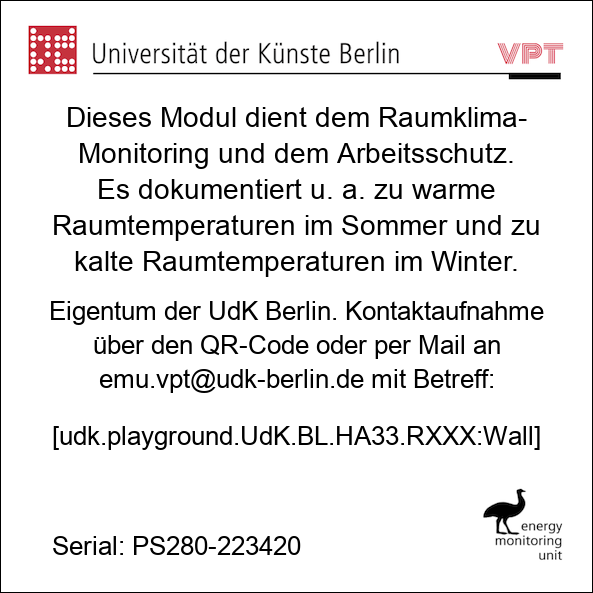 Universität der Künste Berlin
VPT
Dieses Modul dient dem Raumklima-
Monitoring und dem Arbeitsschutz.
Es dokumentiert u. a. zu warme
Raumtemperaturen im Sommer und zu
kalte Raumtemperaturen im Winter.
Eigentum der UdK Berlin. Kontaktaufnahme
über den QR-Code oder per Mail an
emu.vpt@udk-berlin.de mit Betreff:
[udk.playground.UdK.BL.HA33.RXXX:Wall]
Serial: PS280-223420
energy
monitoring
unit